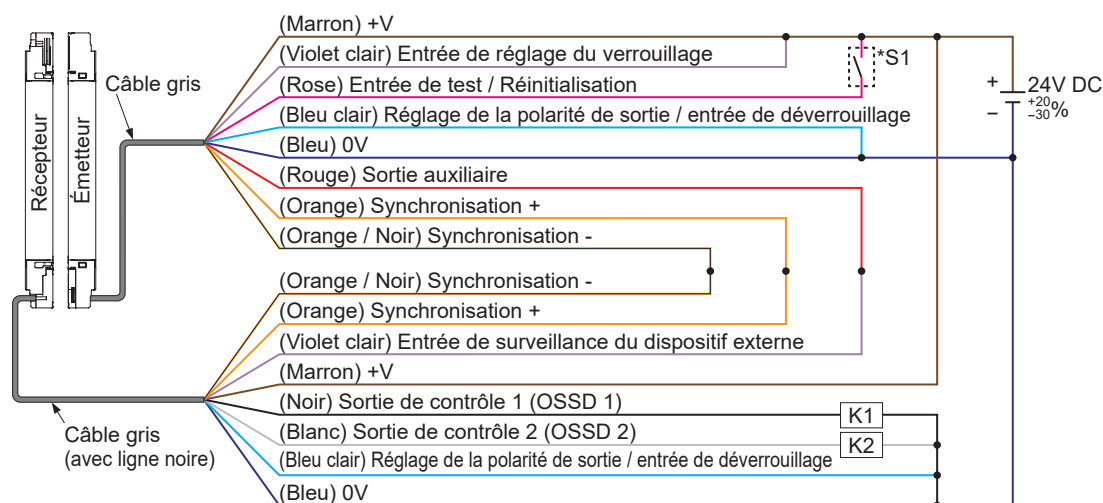 (Marron) +V
(Violet clair) Entrée de réglage du verrouillage
*S1
Câble gris
(Rose) Entrée de test / Réinitialisation
+
24V DC
+20
–30 %
–
(Bleu clair) Réglage de la polarité de sortie / entrée de déverrouillage
(Bleu) 0V
Récepteur
Émetteur
(Rouge) Sortie auxiliaire
(Orange) Synchronisation +
(Orange / Noir) Synchronisation -
(Orange / Noir) Synchronisation -
(Orange) Synchronisation +
(Violet clair) Entrée de surveillance du dispositif externe
(Marron) +V
(Noir) Sortie de contrôle 1 (OSSD 1)
K1
Câble gris
(avec ligne noire)
(Blanc) Sortie de contrôle 2 (OSSD 2)
K2
(Bleu clair) Réglage de la polarité de sortie / entrée de déverrouillage
(Bleu) 0V